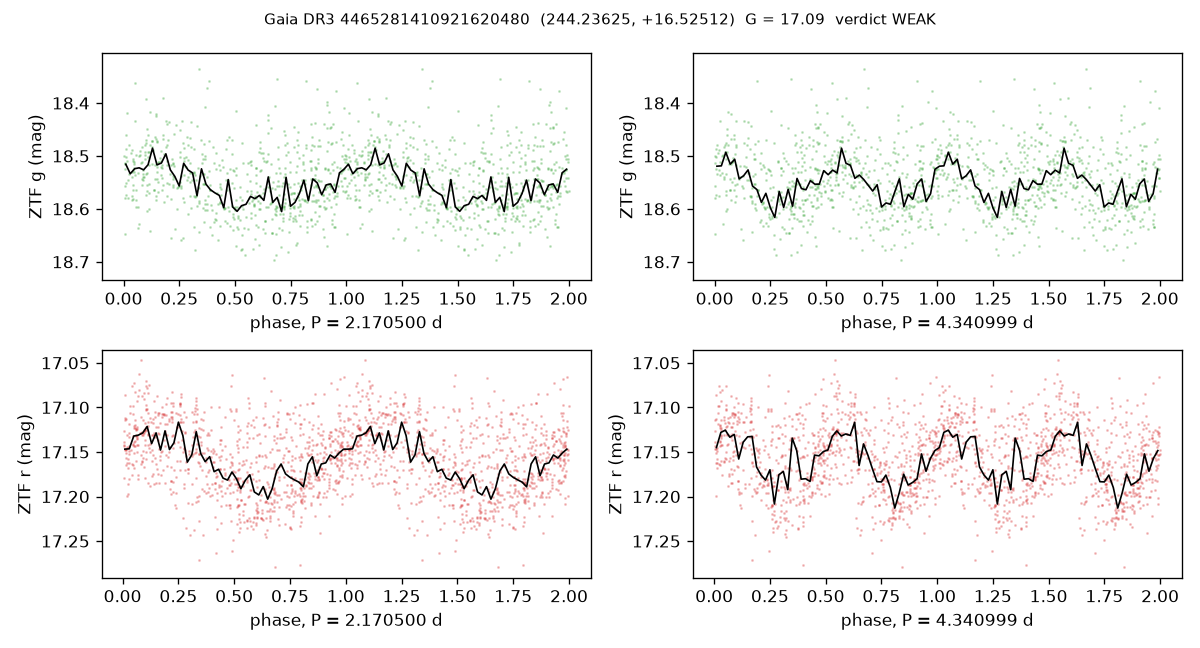 Gaia DR3 4465281410921620480 (244.23625, +16.52512) G = 17.09 verdict WEAK
ZTF g (mag)
18.4
18.5
18.6
18.7
0.00 0.25 0.50 0.75 1.00 1.25 1.50 1.75 2.00
phase, P = 2.170500 d
ZTF g (mag)
18.4
18.5
18.6
18.7
0.00 0.25 0.50 0.75 1.00 1.25 1.50 1.75 2.00
phase, P = 4.340999 d
ZTF r (mag)
17.05
17.10
17.15
17.20
17.25
0.00 0.25 0.50 0.75 1.00 1.25 1.50 1.75 2.00
phase, P = 2.170500 d
ZTF r (mag)
17.05
17.10
17.15
17.20
17.25
0.00 0.25 0.50 0.75 1.00 1.25 1.50 1.75 2.00
phase, P = 4.340999 d